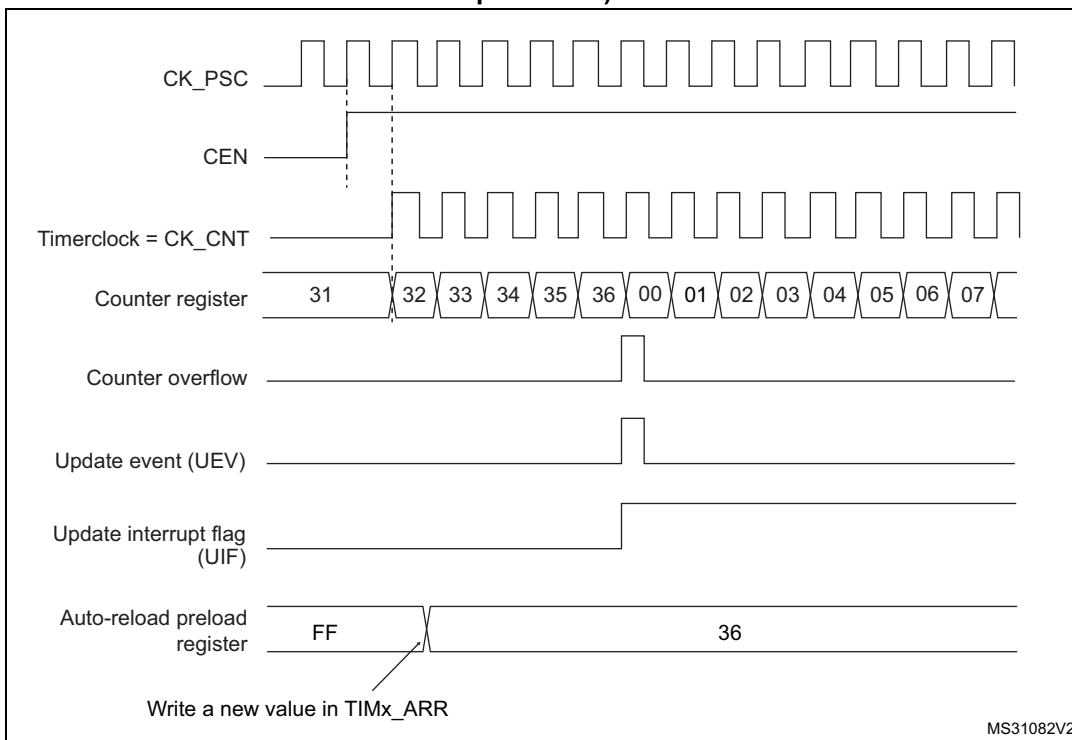 CK_PSC
CEN
Timerclock = CK_CNT
Counter register 31 32 33 34 35 36 00 01 02 03 04 05 06 07
Counter overflow
Update event (UEV)
Update interrupt flag
(UIF)
Auto-reload preload
register FF 36
Write a new value in TIMx_ARR
MS31082V2